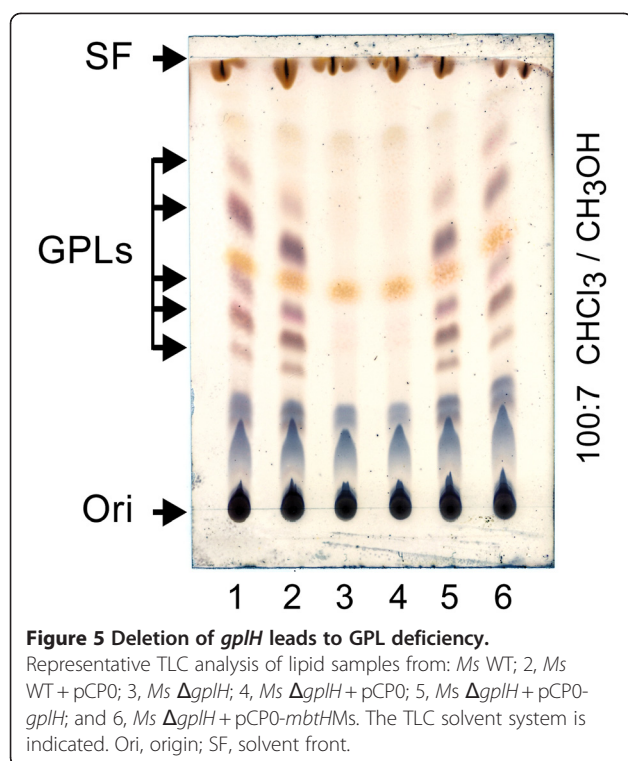 SF
GPLs
Ori
100:7 CHCl3 / CH3OH
1 2 3 4 5 6
Figure 5 Deletion of gplH leads to GPL deficiency.
Representative TLC analysis of lipid samples from: Ms WT; 2, Ms
WT + pCP0; 3, Ms ΔgplH; 4, Ms ΔgplH + pCP0; 5, Ms ΔgplH + pCP0-
gplH; and 6, Ms ΔgplH + pCP0-mbtHMs. The TLC solvent system is
indicated. Ori, origin; SF, solvent front.